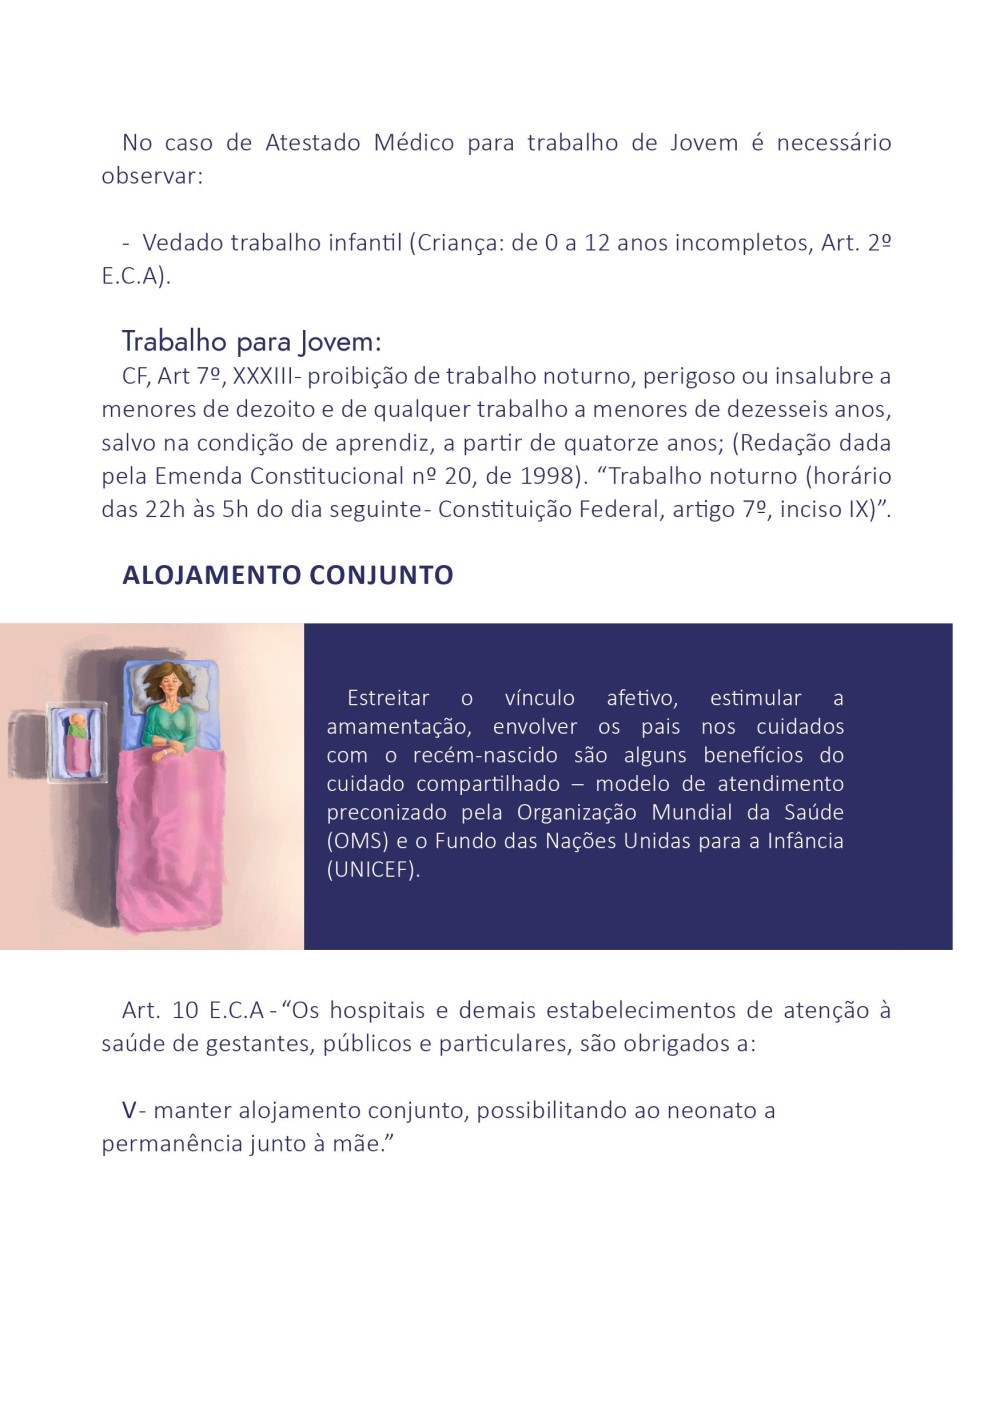 No caso de Atestado Médico para trabalho de Jovem é necessário
observar:
- Vedado trabalho infantil (Criança: de 0 a 12 anos incompletos, Art. 2º
E.C.A).
Trabalho para Jovem:
CF, Art 7º, XXXIII- proibição de trabalho noturno, perigoso ou insalubre a
menores de dezoito e de qualquer trabalho a menores de dezesseis anos,
salvo na condição de aprendiz, a partir de quatorze anos; (Redação dada
pela Emenda Constitucional nº 20, de 1998). “Trabalho noturno (horário
das 22h às 5h do dia seguinte- Constituição Federal, artigo 7º, inciso IX)”.
ALOJAMENTO CONJUNTO
Estreitar o vínculo afetivo, estimular a
amamentação, envolver os pais nos cuidados
com o recém-nascido são alguns benefícios do
cuidado compartilhado – modelo de atendimento
preconizado pela Organização Mundial da Saúde
(OMS) e o Fundo das Nações Unidas para a Infância
(UNICEF).
Art. 10 E.C.A - “Os hospitais e demais estabelecimentos de atenção à
saúde de gestantes, públicos e particulares, são obrigados a:
V- manter alojamento conjunto, possibilitando ao neonato a
permanência junto à mãe.”